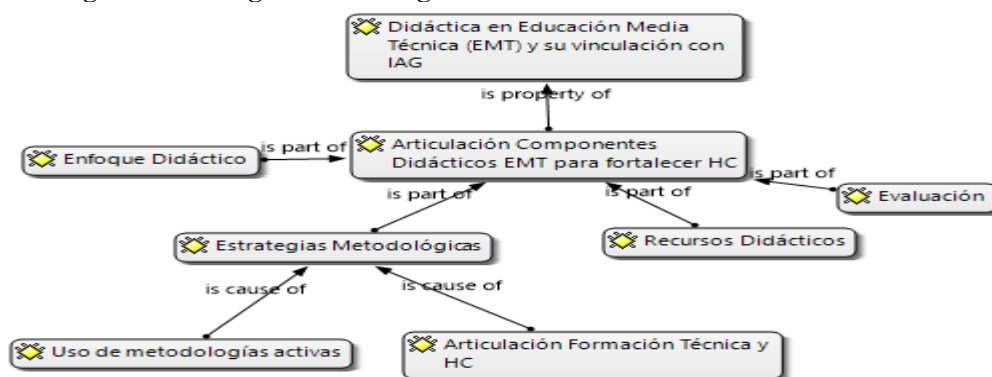 Didáctica en Educación Media
Técnica (EMT) y su vinculación con
IAG
is property of
Enfoque Didáctico
is part of
Articulación Componentes
Didácticos EMT para fortalecer HC
is part of
is part of
is part of
Evaluación
Estrategias Metodológicas
Recursos Didácticos
is cause of
is cause of
Uso de metodologías activas
Articulación Formación Técnica y
HC